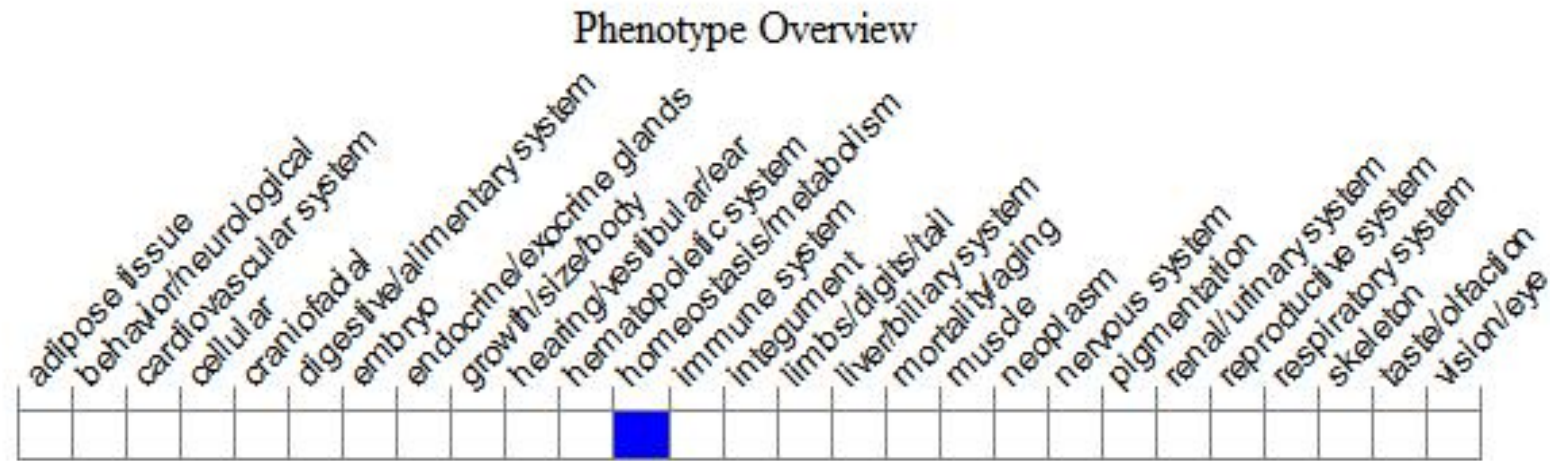 Phenotype Overview
adipose tissue
behavior/neurological
cardiovascular system
cellular
craniofacial
digestive/alimentary system
embryo
endocrine/exocrine glands
growth/size/body
hearing/vestibular/ear
hematopoietic system
homeostasis/metabolism
immune system
integument
limbs/digits/tail
liver/biliary system
mortality/aging
muscle
neoplasm
nervous system
pigmentation
renal/urinary system
reproductive system
respiratory system
skeleton
taste/olfaction
vision/eye